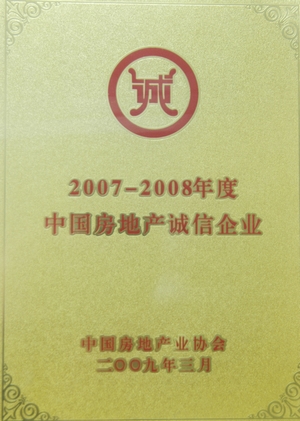 诚
2007-2008年度
中国房地产诚信企业
中国房地产业协会
二〇〇九年三月